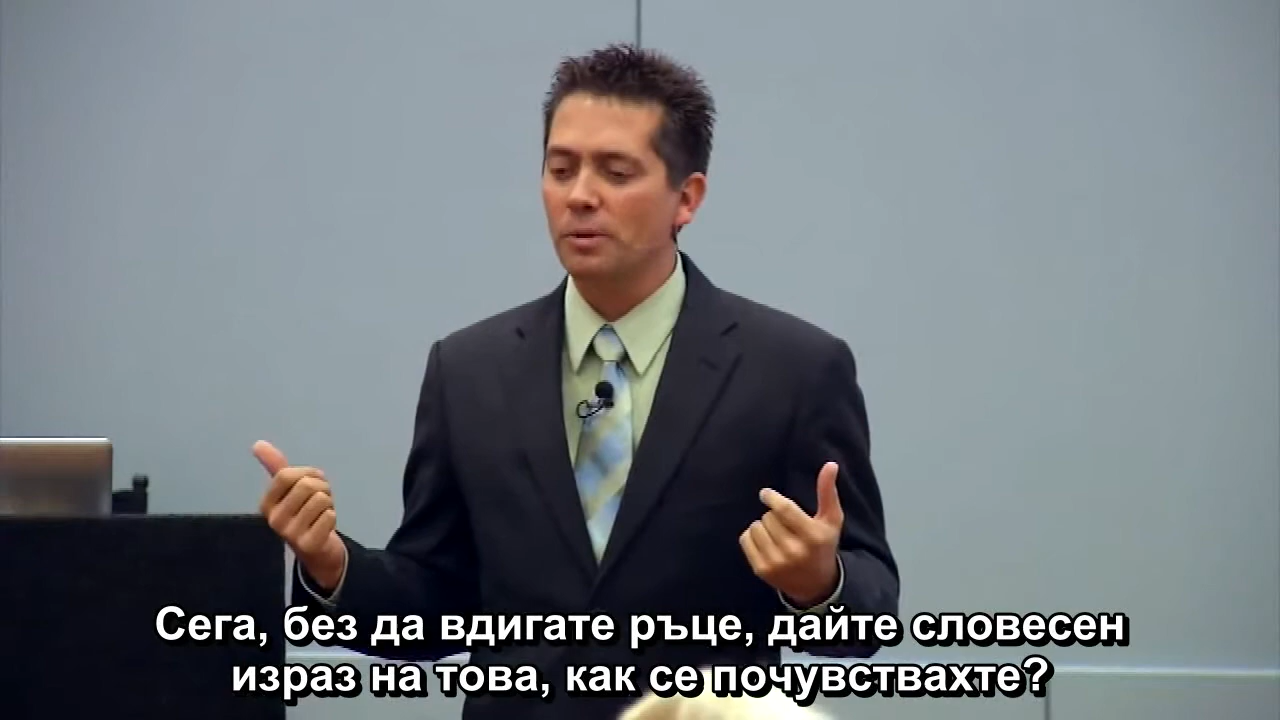 Сега, без да вдигате ръце, дайте словесен
израз на това, как се почувствахте?